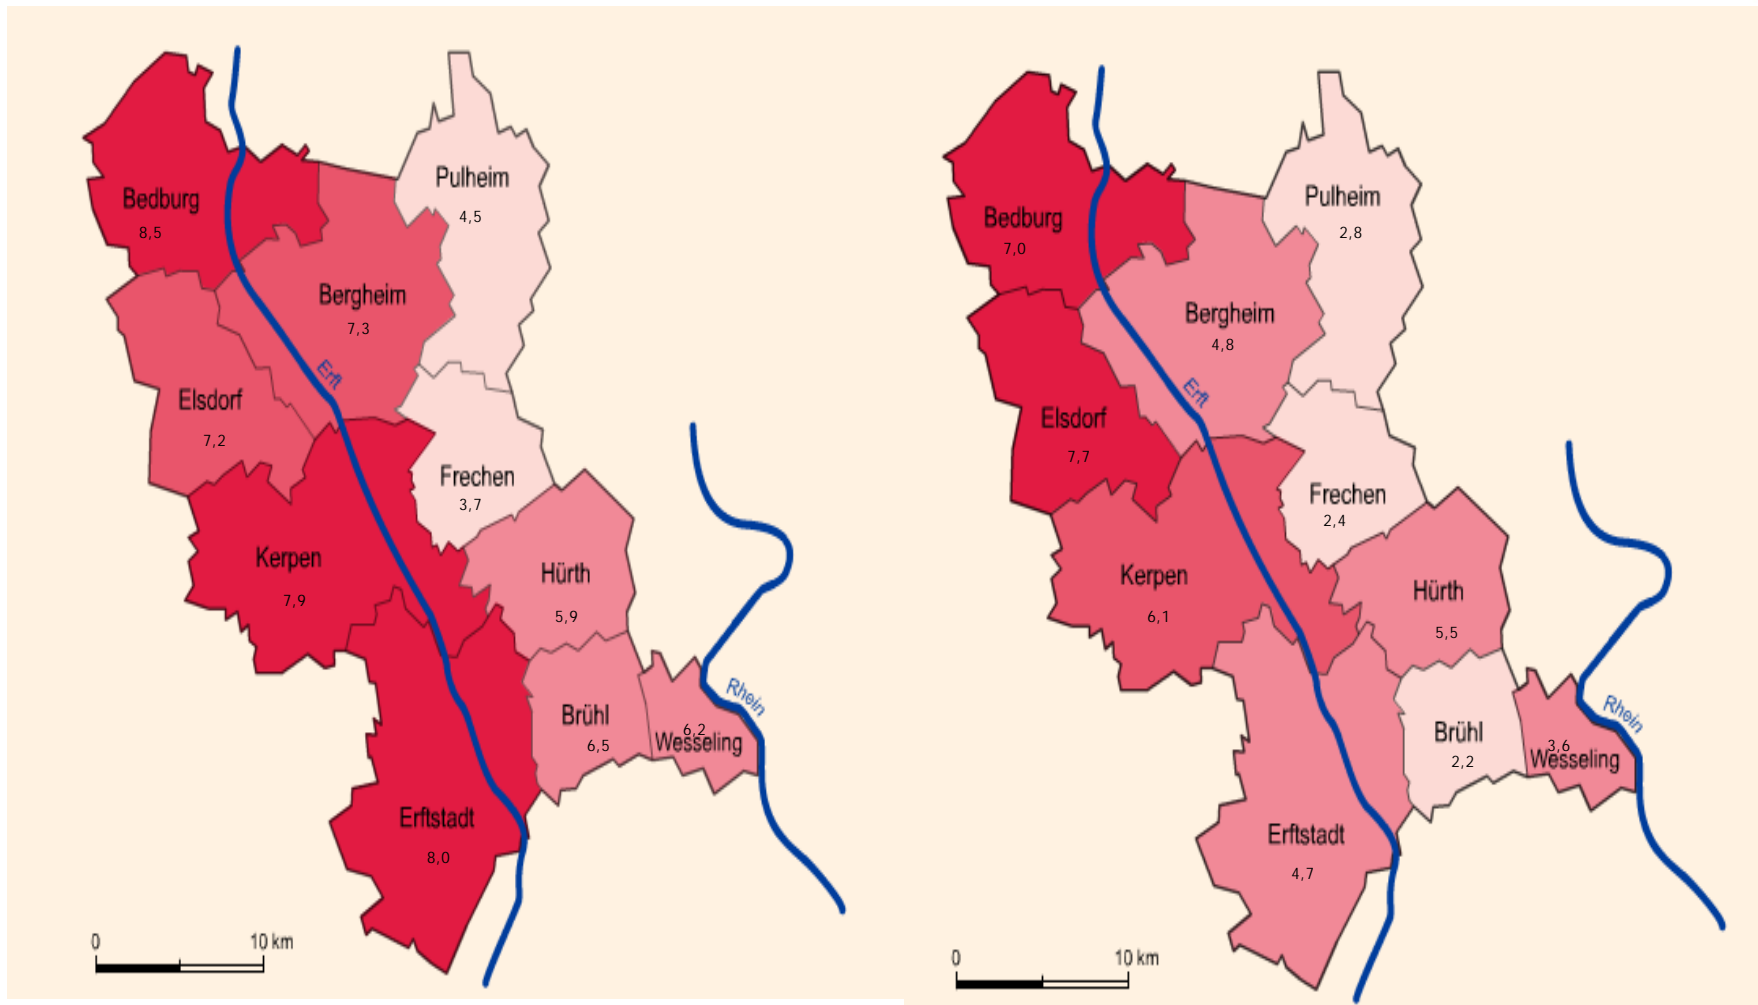 Pulheim
4,5
Bedburg
8,5
Bergheim
7,3
Erft
Elsdorf
7,2
Frechen
3,7
Kerpen
7,9
Hürth
5,9
Brühl
6,5
6,2
Wesseling
Rhein
Erftstadt
8,0
0 10 km
Pulheim
2,8
Bedburg
7,0
Bergheim
4,8
Erft
Elsdorf
7,7
Frechen
2,4
Kerpen
6,1
Hürth
5,5
Brühl
2,2
3,6
Wesseling
Rhein
Erftstadt
4,7
0 10 km